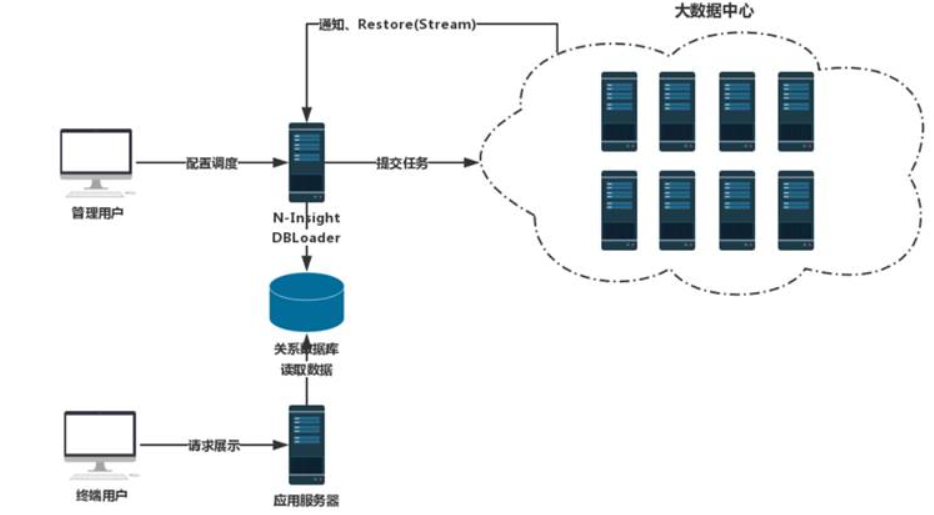 大数据中心
通知、Restore(Stream)
配置调度
提交任务
管理用户
N-Insight
DBLoader
关系数据库
读取数据
请求展示
终端用户
应用服务器